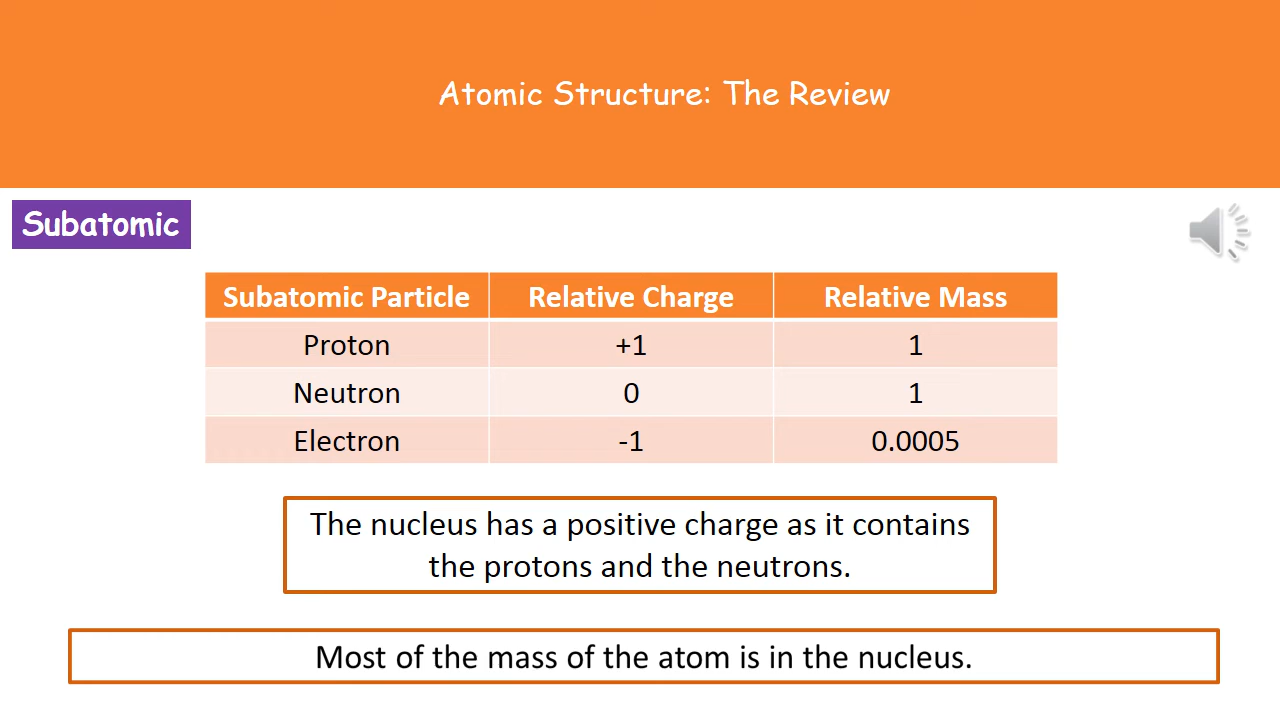 Atomic Structure: The Review
Subatomic
Subatomic Particle Relative Charge Relative Mass
Proton +1 1
Neutron 0 1
Electron -1 0.0005
The nucleus has a positive charge as it contains
the protons and the neutrons.
Most of the mass of the atom is in the nucleus.